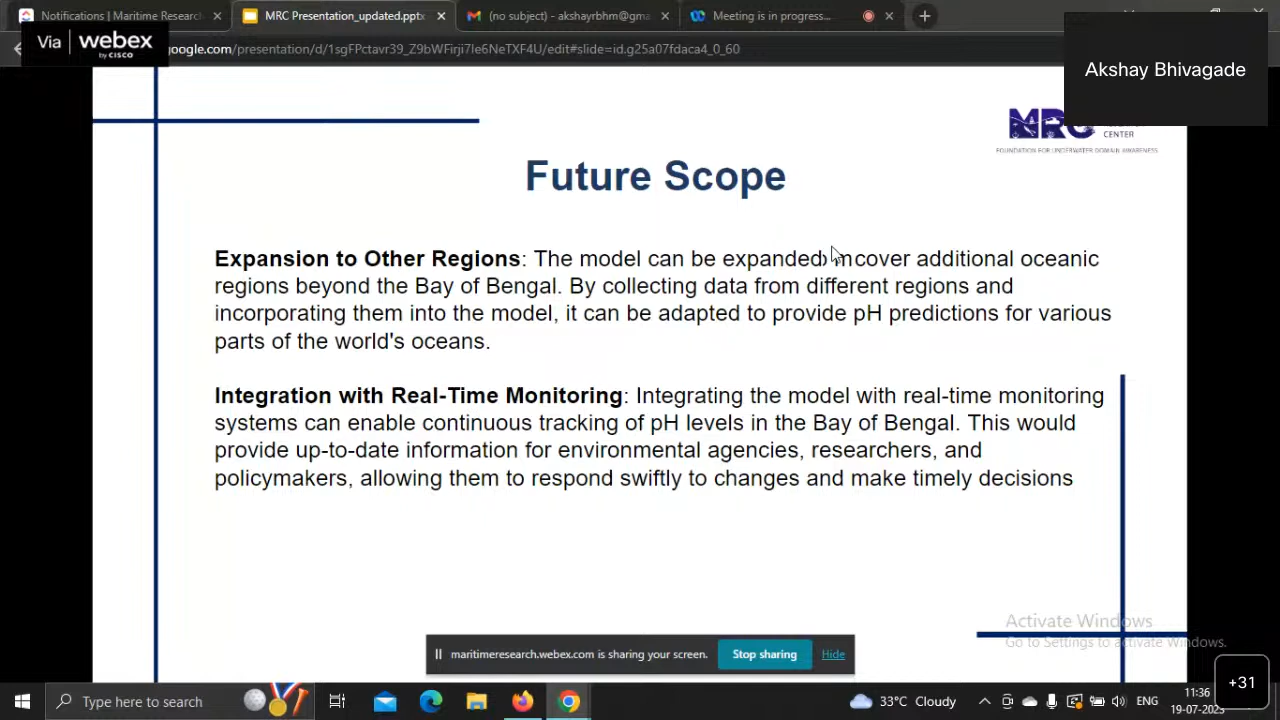 Notifications | Maritime Resear
MRC Presentation_updated.pptx
(no subject) - akshayrbhm@gma
Meeting is in progress...
Via webex
by CISCO
google.com/presentation/d/1sgFPctavr39_Z9bWFirji7le6NeTXF4U/edit#slide=id.g25a07fdaca4_0_60
Akshay Bhivagade
MRC
CENTER
FOUNDATION FOR UNDERWATER DOMAIN AWARENESS
Future Scope
Expansion to Other Regions: The model can be expanded cover additional oceanic
regions beyond the Bay of Bengal. By collecting data from different regions and
incorporating them into the model, it can be adapted to provide pH predictions for various
parts of the world's oceans.
Integration with Real-Time Monitoring: Integrating the model with real-time monitoring
systems can enable continuous tracking of pH levels in the Bay of Bengal. This would
provide up-to-date information for environmental agencies, researchers, and
policymakers, allowing them to respond swiftly to changes and make timely decisions
Activate Windows
Go to Settings to activate Windows.
maritimeresearch.webex.com is sharing your screen.
Stop sharing
Hide
+31
Type here to search
33°C Cloudy
ENG
11:36
19-07-2023